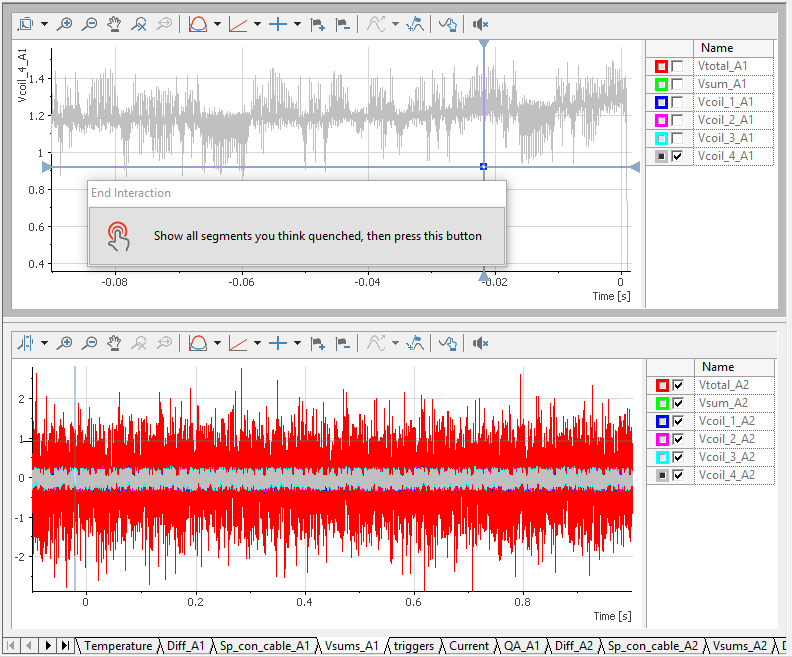 Vcoil_4_A1
1.4
1.2
1
0.8
0.6
0.4
-0.08
-0.06
-0.04
-0.02
0
Time [s]
Name
Vtotal_A1
Vsum_A1
Vcoil_1_A1
Vcoil_2_A1
Vcoil_3_A1
Vcoil_4_A1
End Interaction
Show all segments you think quenched, then press this button
2
1
0
-1
-2
0
0.2
0.4
0.6
0.8
Time [s]
Name
Vtotal_A2
Vsum_A2
Vcoil_1_A2
Vcoil_2_A2
Vcoil_3_A2
Vcoil_4_A2
Temperature Diff_A1 Sp_con_cable_A1 Vsums_A1 triggers Current QA_A1 Diff_A2 Sp_con_cable_A2 Vsums_A2